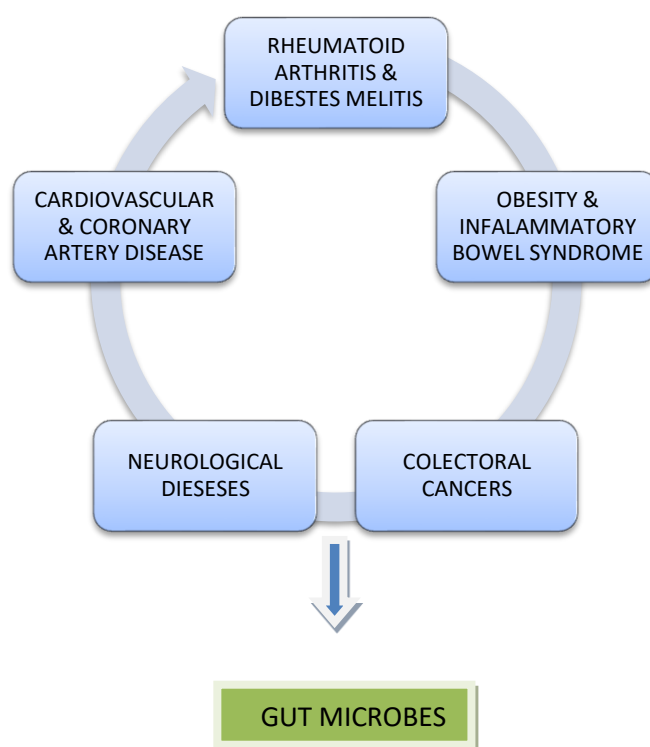 RHEUMATOID
ARTHRITIS &
DIBESTES MELITIS
CARDIOVASCULAR
& CORONARY
ARTERY DISEASE
OBESITY &
INFALAMMATORY
BOWEL SYNDROME
NEUROLOGICAL
DIESESES
COLECTORAL
CANCERS
GUT MICROBES